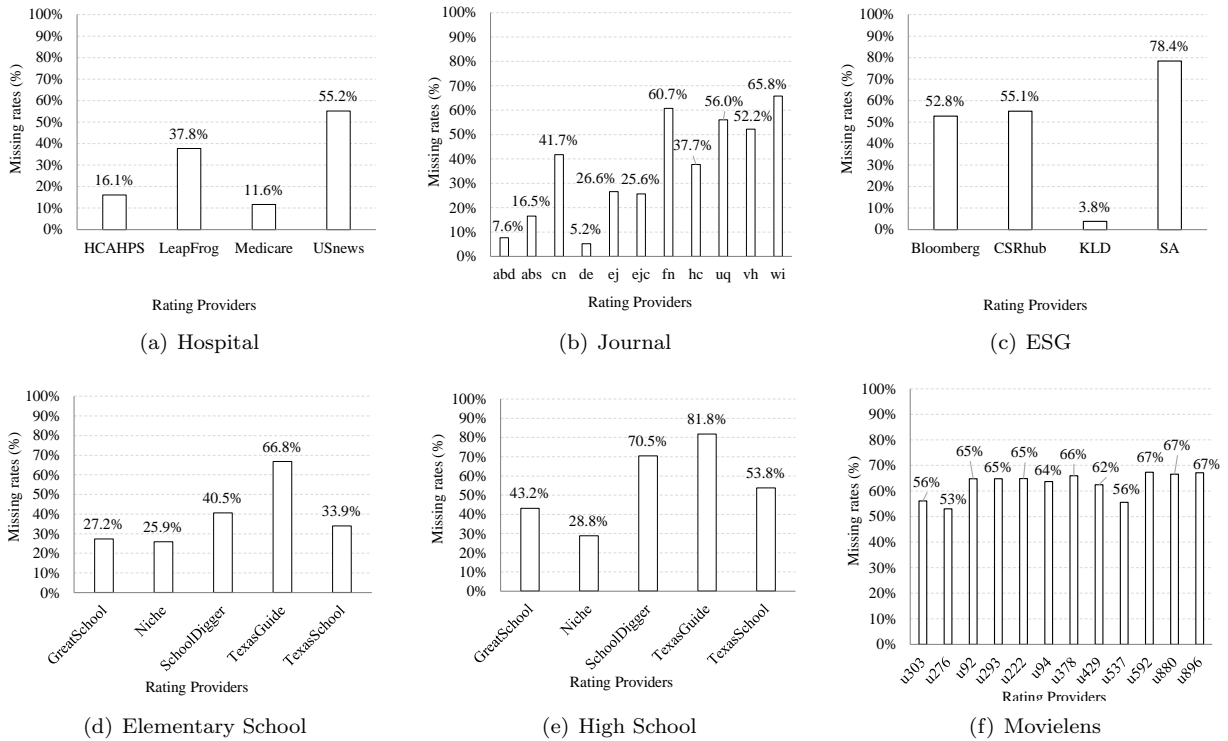 100%
90%
80%
70%
60%
50%
40%
30%
20%
10%
0%
Missing rates (%)
16.1%
37.8%
11.6%
55.2%
HCAHPS LeapFrog Medicare USnews
Rating Providers
(a) Hospital
100%
90%
80%
70%
60%
50%
40%
30%
20%
10%
0%
Missing rates (%)
7.6%
16.5%
41.7%
5.2%
26.6%
25.6%
60.7%
37.7%
56.0%
52.2%
65.8%
abd abs cn de ej ejc fn hc uq vh wi
Rating Providers
(b) Journal
100%
90%
80%
70%
60%
50%
40%
30%
20%
10%
0%
Missing rates (%)
52.8%
55.1%
3.8%
78.4%
Bloomberg CSRhub KLD SA
Rating Providers
(c) ESG
100%
90%
80%
70%
60%
50%
40%
30%
20%
10%
0%
Missing rates (%)
27.2%
25.9%
40.5%
66.8%
33.9%
GreatSchool
Niche
SchoolDigger
TexasGuide
TexasSchool
Rating Providers
(d) Elementary School
100%
90%
80%
70%
60%
50%
40%
30%
20%
10%
0%
Missing rates (%)
43.2%
28.8%
70.5%
81.8%
53.8%
GreatSchool
Niche
SchoolDigger
TexasGuide
TexasSchool
Rating Providers
(e) High School
100%
90%
80%
70%
60%
50%
40%
30%
20%
10%
0%
Missing rates (%)
56%
53%
65%
65%
65%
64%
66%
62%
56%
67%
67%
67%
u303
u276
u92
u293
u222
u94
u378
u429
u537
u592
u880
u896
Rating Providers
(f) Movielens